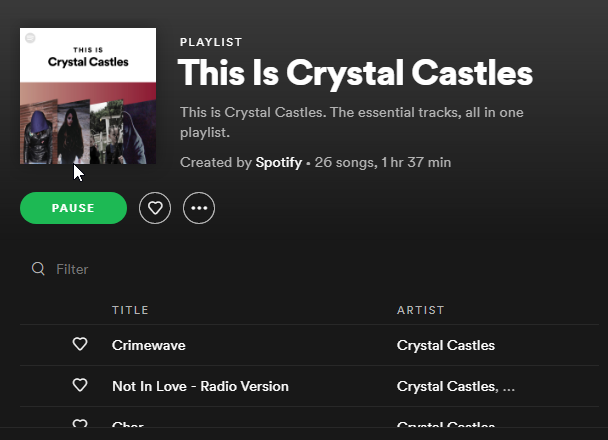 THIS IS
Crystal Castles
PLAYLIST
This Is Crystal Castles
This is Crystal Castles. The essential tracks, all in one
playlist.
Created by Spotify • 26 songs, 1 hr 37 min
PAUSE
Filter
TITLE ARTIST
Crimewave Crystal Castles
Not In Love - Radio Version Crystal Castles, ...
Crystal Castles